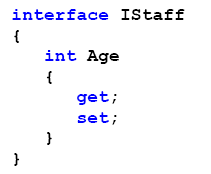 interface IStaff
{
int Age
{
get;
set;
}
}